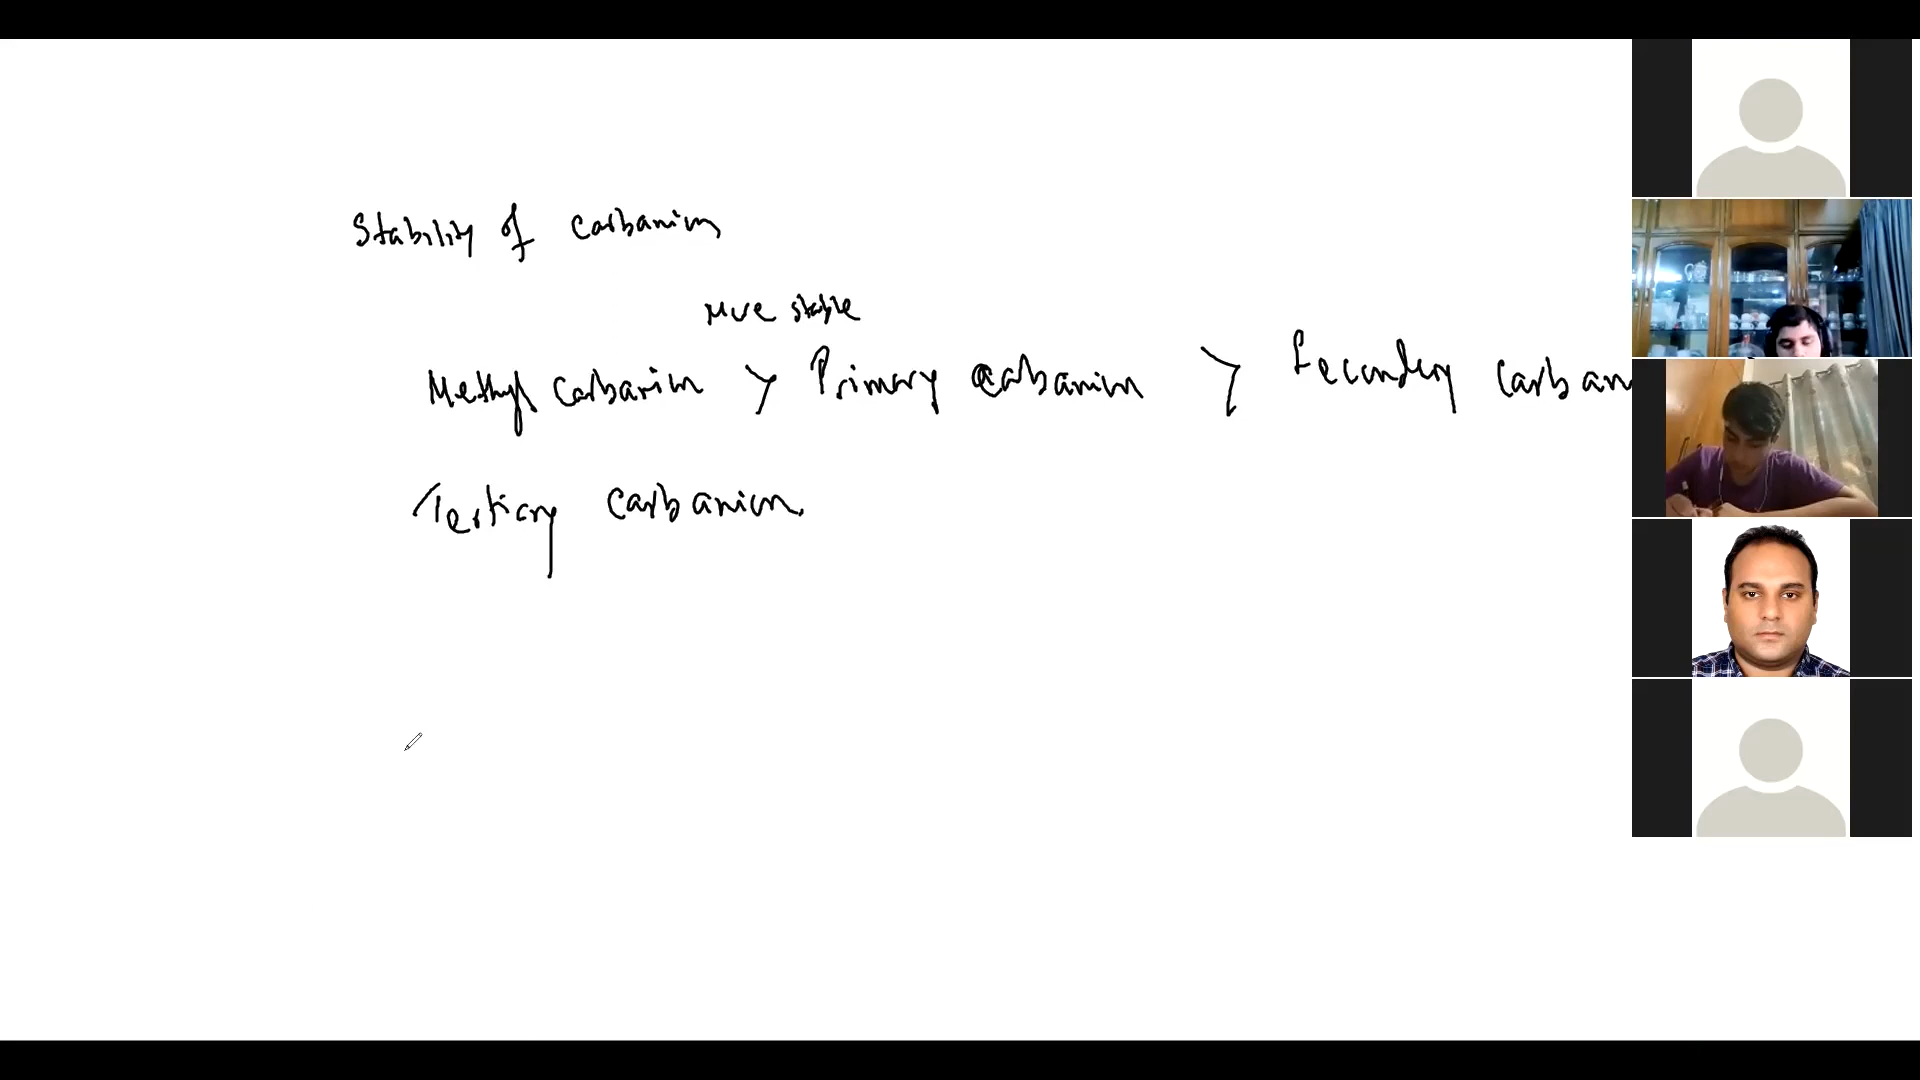 Stability of carbanion
More stable
Methyl carbanion > Primary carbanion > Secondary carban
Tertiary carbanion.